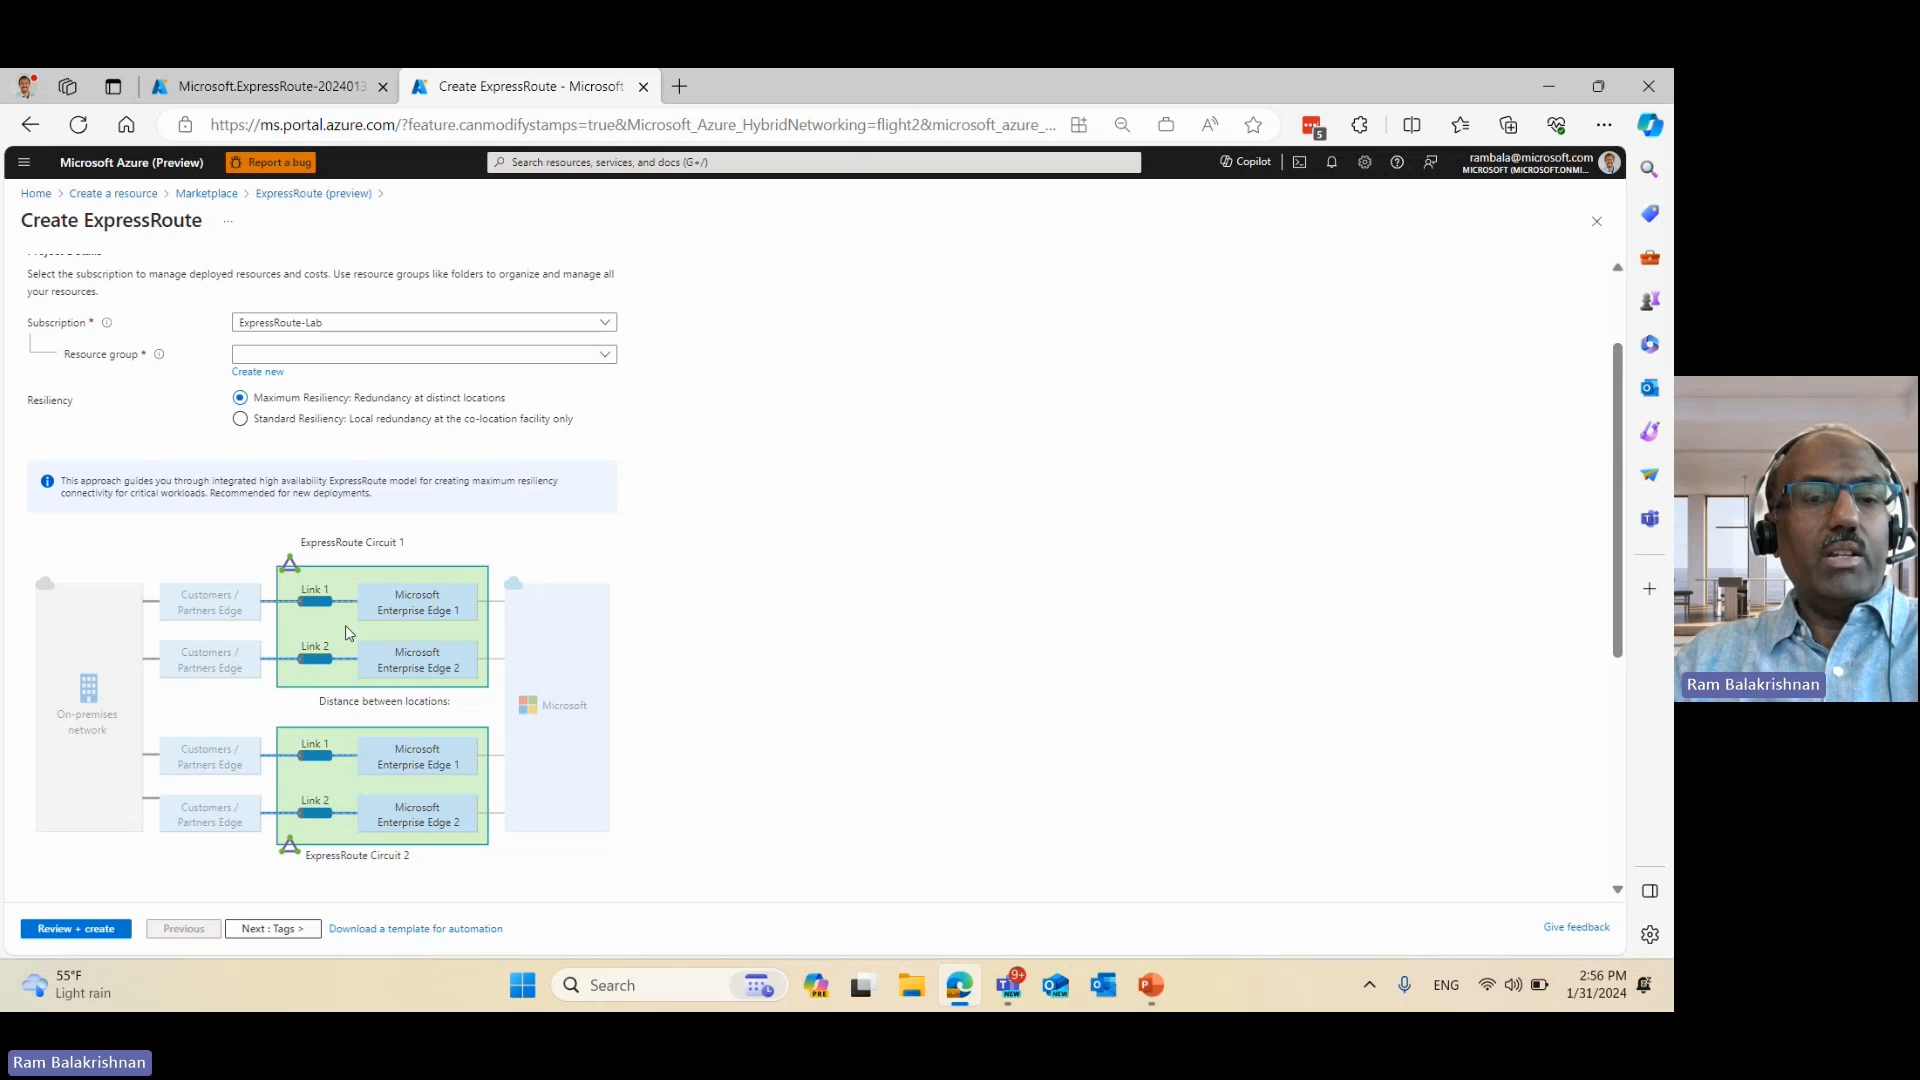 Microsoft.ExpressRoute-2024013
Create ExpressRoute - Microsoft
https://ms.portal.azure.com/?feature.canmodifystamps=true&Microsoft_Azure_HybridNetworking=flight2&microsoft_azure_...
5
Microsoft Azure (Preview)
Report a bug
Search resources, services, and docs (G+/)
Copilot
rambala@microsoft.com
MICROSOFT (MICROSOFT.ONMI...
Home > Create a resource > Marketplace > ExpressRoute (preview) >
Create ExpressRoute ...
Project Details
Select the subscription to manage deployed resources and costs. Use resource groups like folders to organize and manage all
your resources.
Subscription *
ExpressRoute-Lab
Resource group *
Create new
Resiliency
Maximum Resiliency: Redundancy at distinct locations
Standard Resiliency: Local redundancy at the co-location facility only
This approach guides you through integrated high availability ExpressRoute model for creating maximum resiliency
connectivity for critical workloads. Recommended for new deployments.
ExpressRoute Circuit 1
Customers /
Partners Edge
Link 1
Microsoft
Enterprise Edge 1
Customers /
Partners Edge
Link 2
Microsoft
Enterprise Edge 2
Distance between locations:
On-premises
network
Microsoft
Customers /
Partners Edge
Link 1
Microsoft
Enterprise Edge 1
Customers /
Partners Edge
Link 2
Microsoft
Enterprise Edge 2
ExpressRoute Circuit 2
Review + create
Previous
Next : Tags >
Download a template for automation
Give feedback
55°F
Light rain
Search
PRE
9+
NEW
NEW
ENG
2:56 PM
1/31/2024
Ram Balakrishnan
Ram Balakrishnan